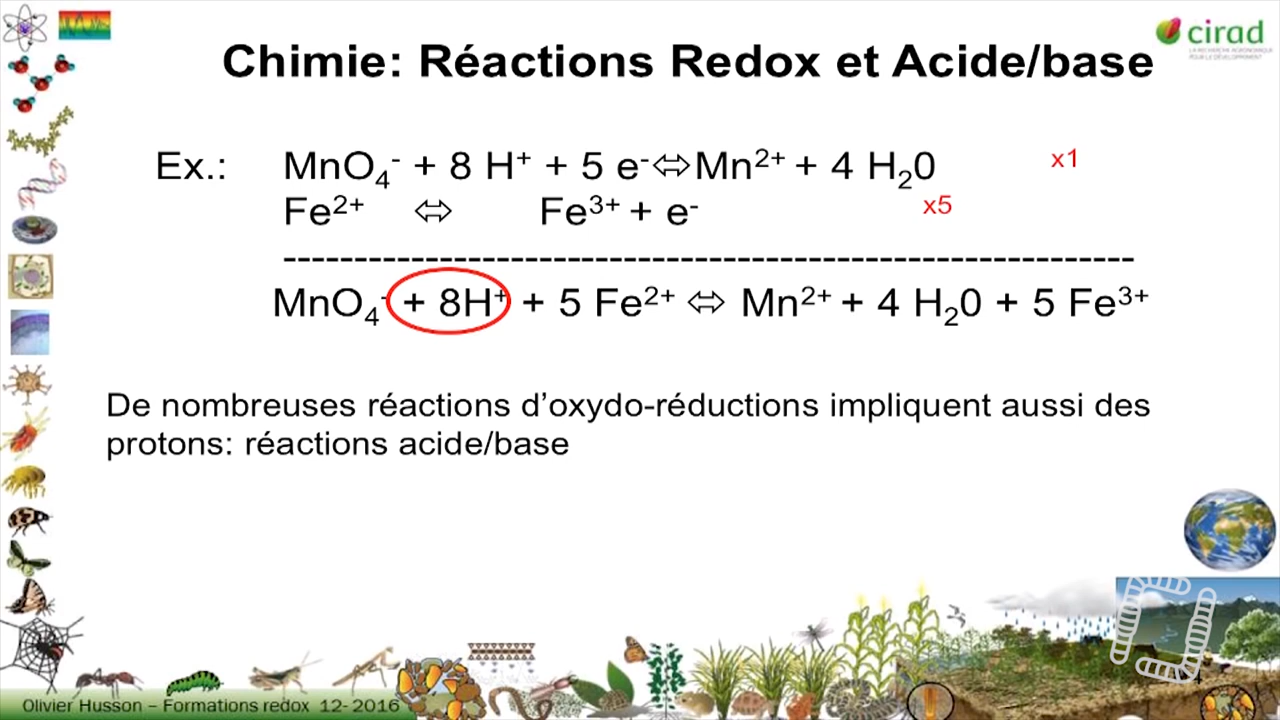 cirad
LA RECHERCHE AGRONOMIQUE
POUR LE DÉVELOPPEMENT
Chimie: Réactions Redox et Acide/base
Ex.: MnO₄⁻ + 8 H⁺ + 5 e⁻⇔Mn²⁺ + 4 H₂0 x1
Fe²⁺ ⇔ Fe³⁺ + e⁻ x5
------------------------------------------------------------
MnO₄⁻ + 8H⁺ + 5 Fe²⁺ ⇔ Mn²⁺ + 4 H₂0 + 5 Fe³⁺
De nombreuses réactions d’oxydo-réductions impliquent aussi des
protons: réactions acide/base
Olivier Husson – Formations redox 12- 2016